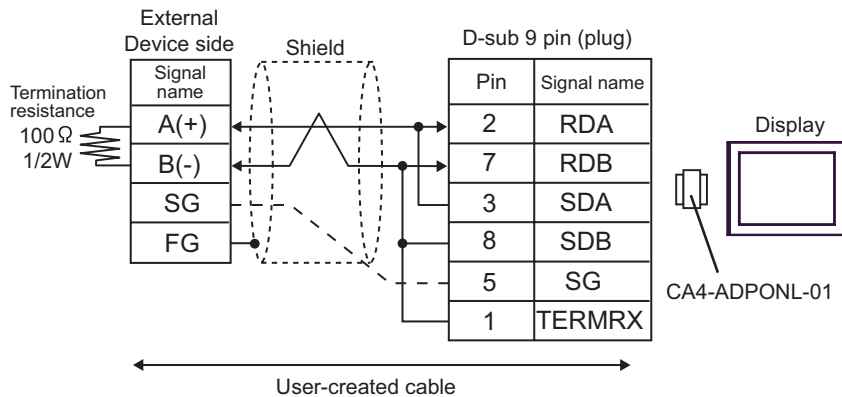 External
Device side
Shield
D-sub 9 pin (plug)
Signal
name
Pin
Signal name
Termination
resistance
100 Ω
1/2W
A(+)
2
RDA
Display
B(-)
7
RDB
SG
3
SDA
FG
8
SDB
5
SG
CA4-ADPONL-01
1
TERMRX
User-created cable